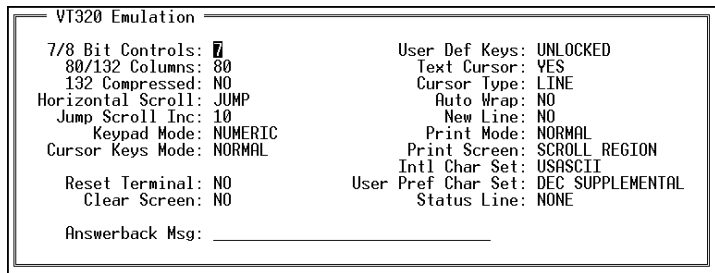 VT320 Emulation
7/8 Bit Controls: 7 User Def Keys: UNLOCKED
80/132 Columns: 80 Text Cursor: YES
132 Compressed: NO Cursor Type: LINE
Horizontal Scroll: JUMP Auto Wrap: NO
Jump Scroll Inc: 10 New Line: NO
Keypad Mode: NUMERIC Print Mode: NORMAL
Cursor Keys Mode: NORMAL Print Screen: SCROLL REGION
Intl Char Set: USASCII
Reset Terminal: NO User Pref Char Set: DEC SUPPLEMENTAL
Clear Screen: NO Status Line: NONE
Answerback Msg: